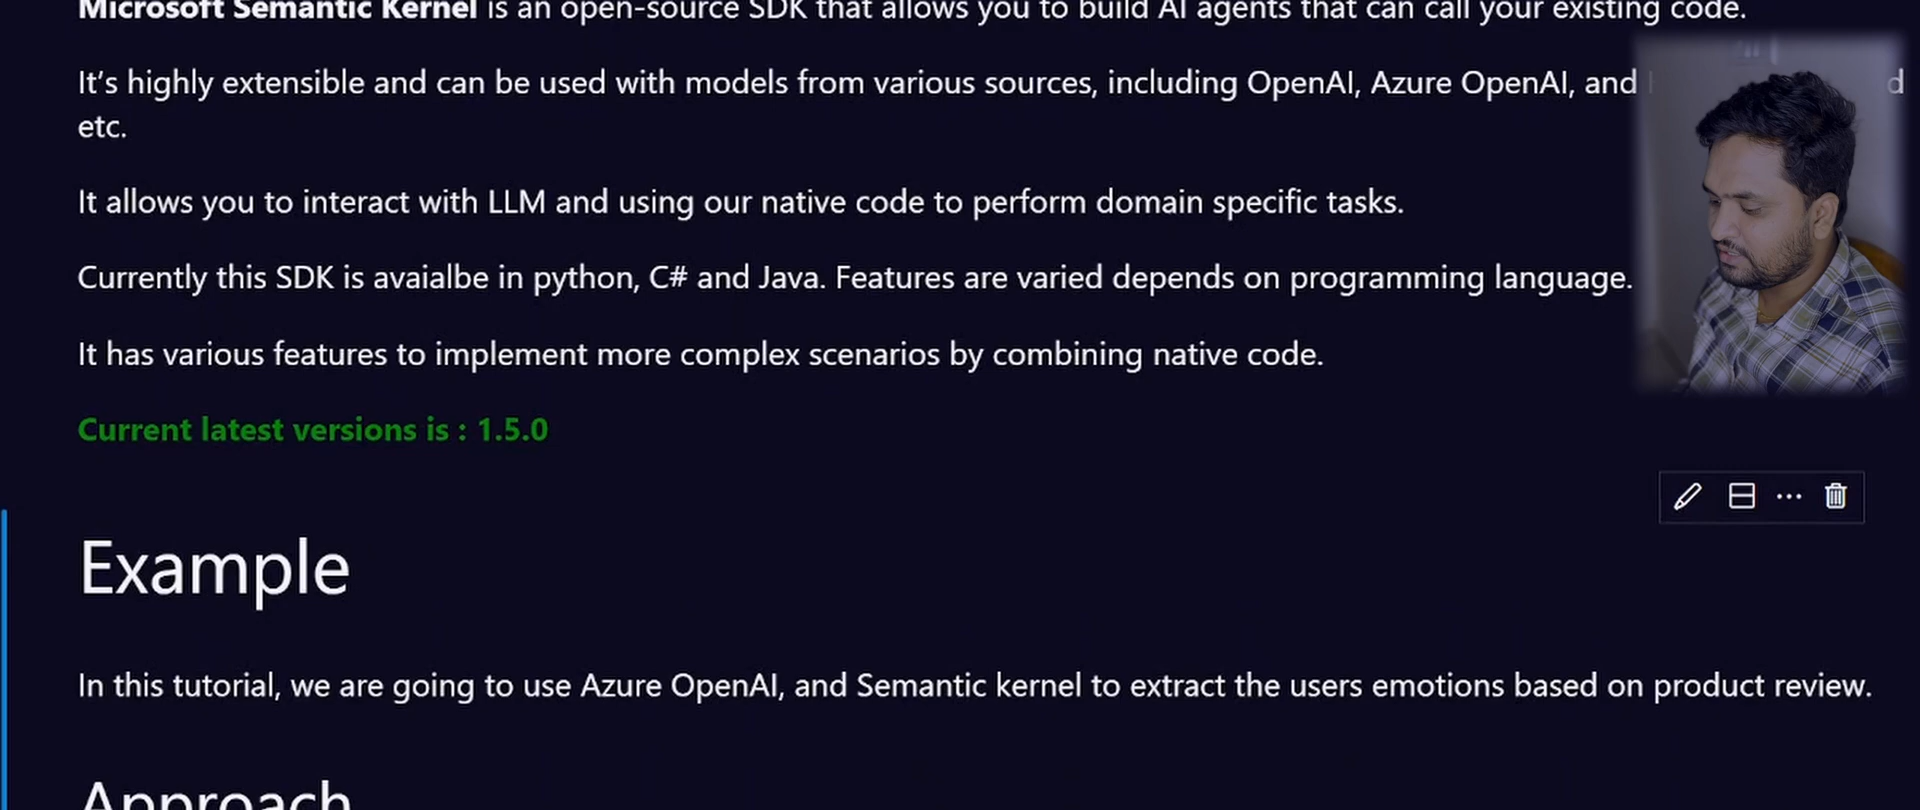 Microsoft Semantic Kernel is an open-source SDK that allows you to build AI agents that can call your existing code.
It's highly extensible and can be used with models from various sources, including OpenAI, Azure OpenAI, and
etc.
It allows you to interact with LLM and using our native code to perform domain specific tasks.
Currently this SDK is avaialbe in python, C# and Java. Features are varied depends on programming language.
It has various features to implement more complex scenarios by combining native code.
Current latest versions is : 1.5.0
Example
In this tutorial, we are going to use Azure OpenAI, and Semantic kernel to extract the users emotions based on product review.
Approach